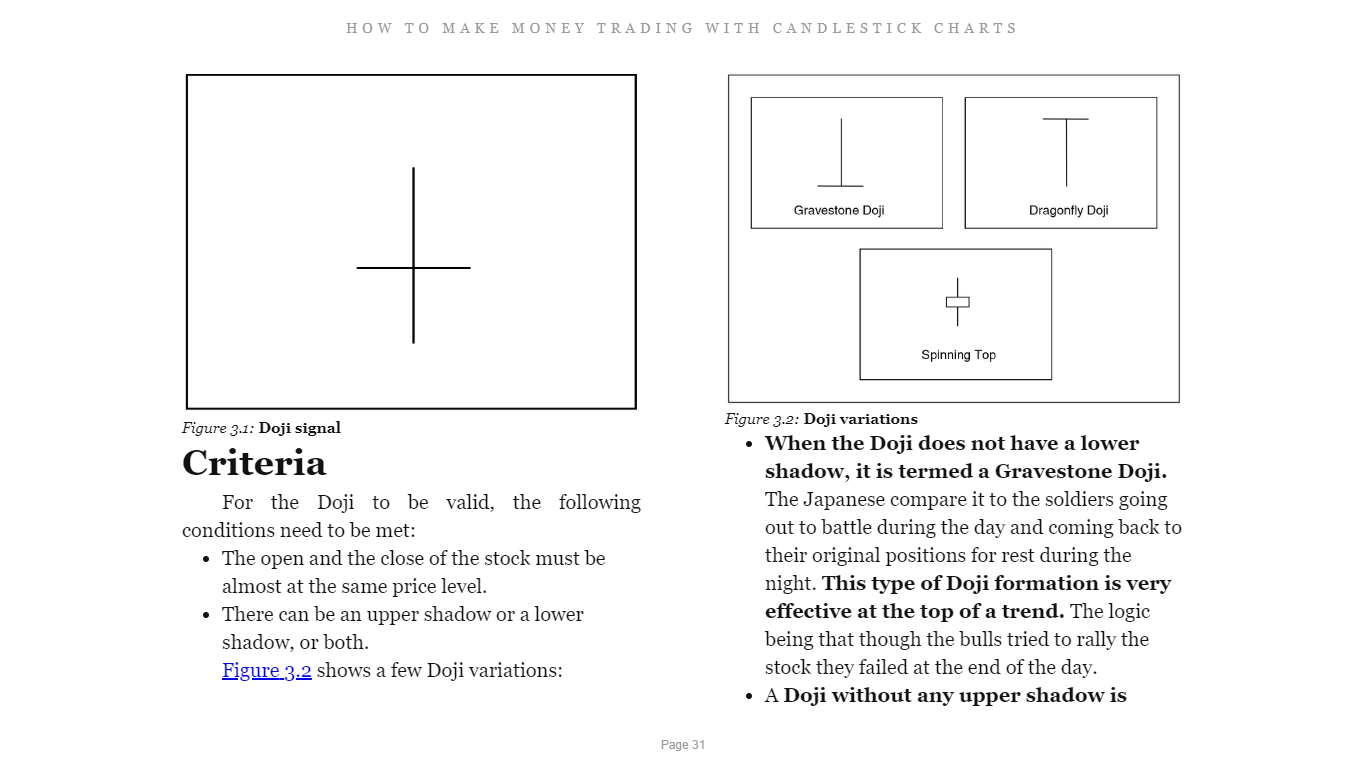 HOW TO MAKE MONEY TRADING WITH CANDLESTICK CHARTS
Figure 3.1: Doji signal
Criteria
For the Doji to be valid, the following
conditions need to be met:
• The open and the close of the stock must be
almost at the same price level.
• There can be an upper shadow or a lower
shadow, or both.
Figure 3.2 shows a few Doji variations:
Gravestone Doji
Dragonfly Doji
Spinning Top
Figure 3.2: Doji variations
• When the Doji does not have a lower
shadow, it is termed a Gravestone Doji.
The Japanese compare it to the soldiers going
out to battle during the day and coming back to
their original positions for rest during the
night. This type of Doji formation is very
effective at the top of a trend. The logic
being that though the bulls tried to rally the
stock they failed at the end of the day.
• A Doji without any upper shadow is
Page 31